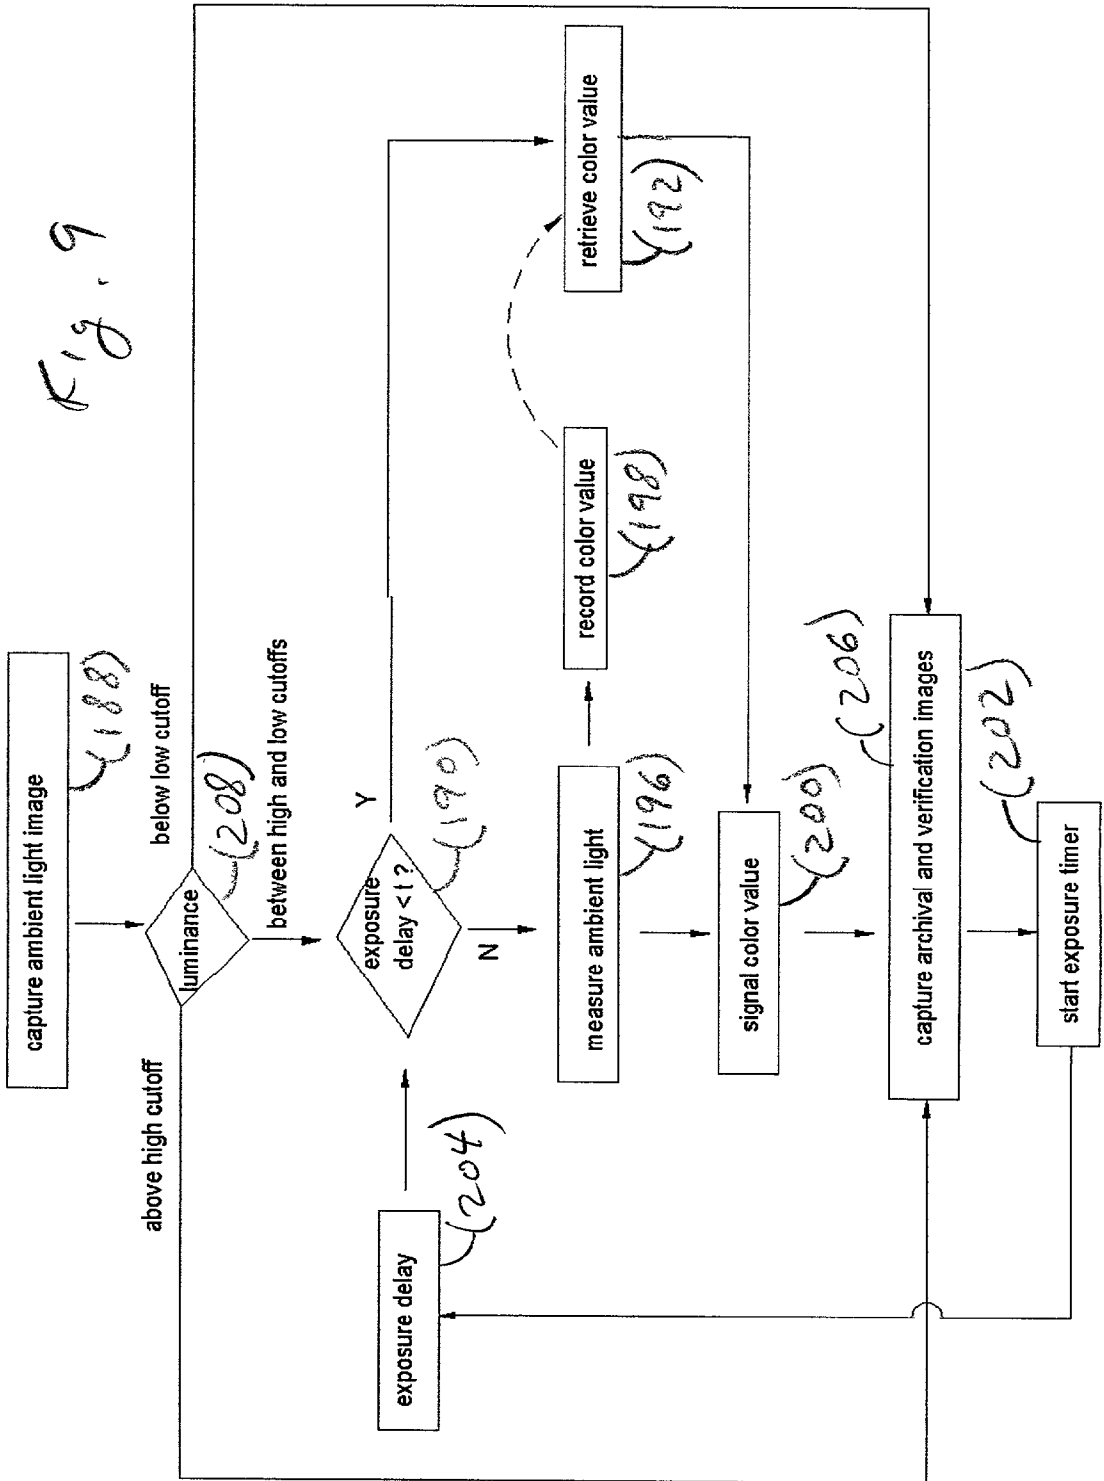 Fig. 9
capture ambient light image
(188)
luminance
(208)
above high cutoff
below low cutoff
between high and low cutoffs
exposure delay
(204)
exposure
delay < t ?
(190)
Y
N
measure ambient light
(196)
record color value
(198)
retrieve color value
(192)
signal color value
(200)
capture archival and verification images
(206)
start exposure timer
(202)